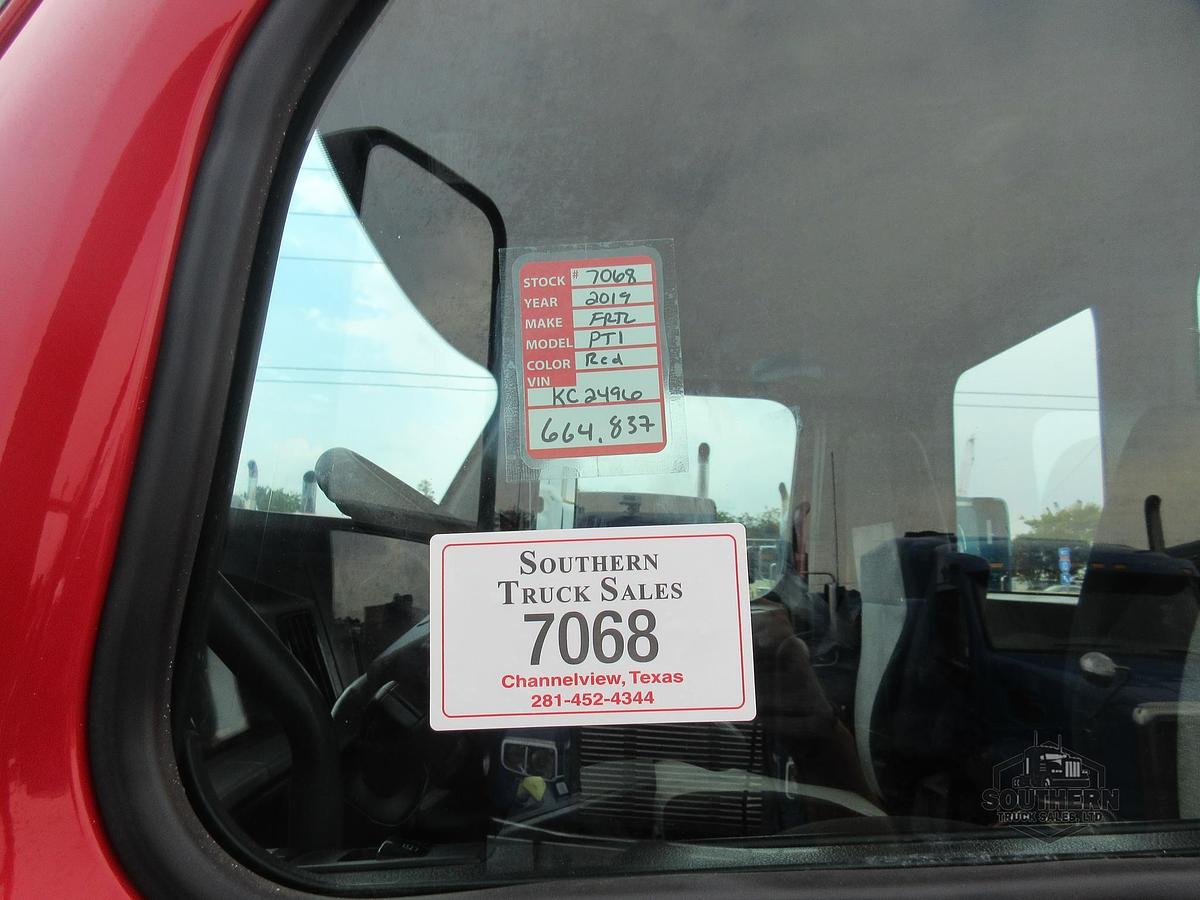 STOCK # 7068
YEAR 2019
MAKE FRTL
MODEL PT1
COLOR Red
VIN
KC2496
664,837
SOUTHERN
TRUCK SALES
7068
Channelview, Texas
281-452-4344
SOUTHERN
TRUCK SALES, LTD